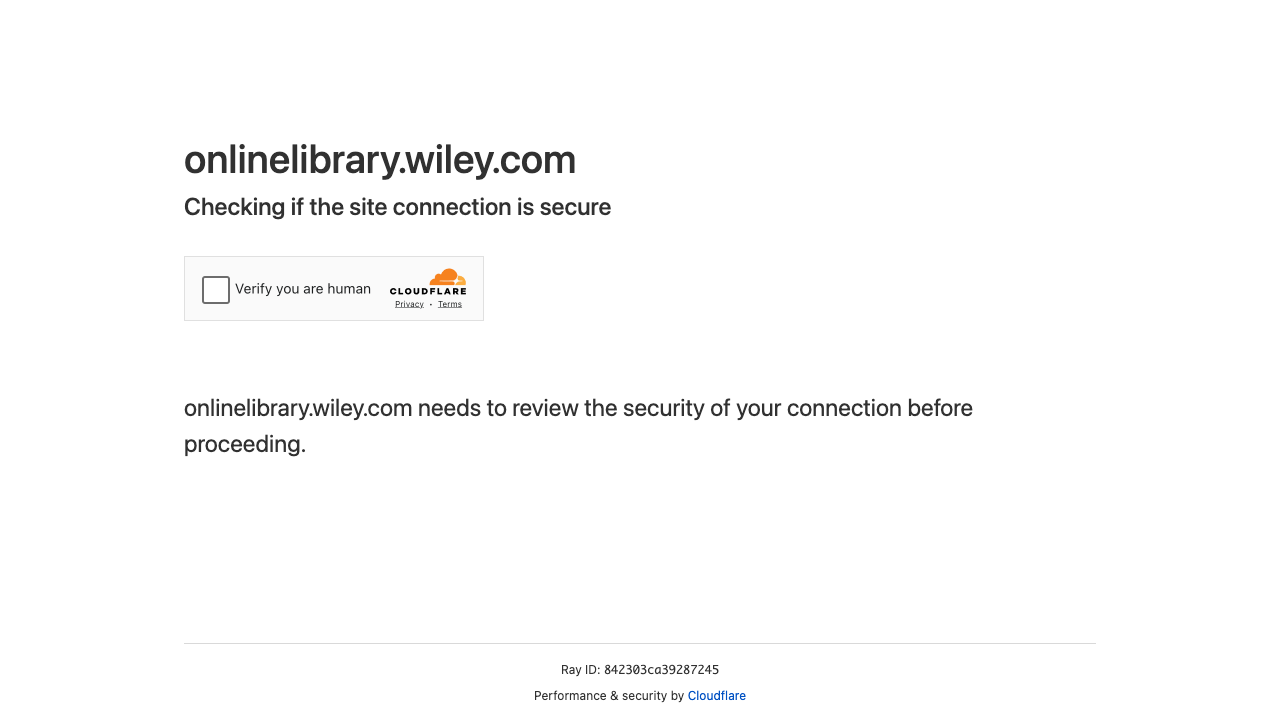 onlinelibrary.wiley.com
Checking if the site connection is secure
Verify you are human
CLOUDFLARE
Privacy • Terms
onlinelibrary.wiley.com needs to review the security of your connection before
proceeding.
Ray ID: 842303ca39287245
Performance & security by Cloudflare